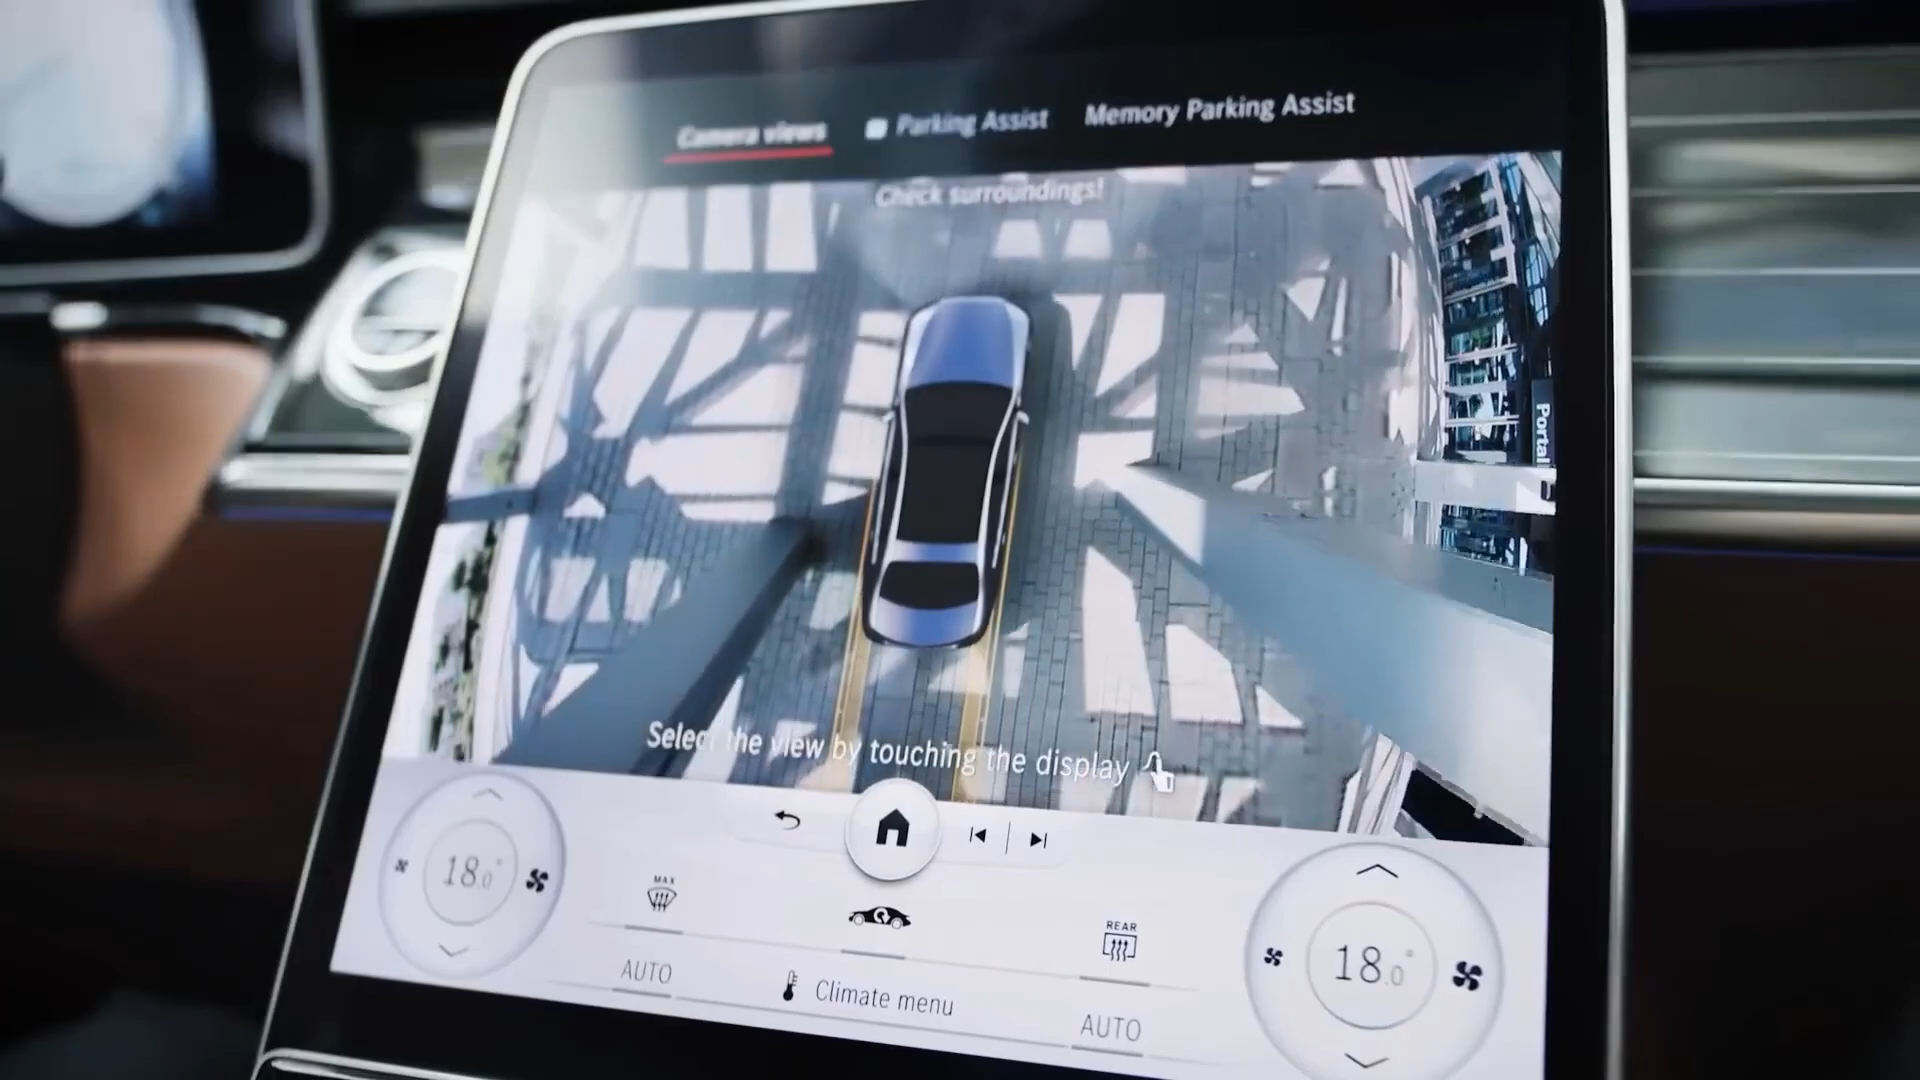 Camera views
Parking Assist
Memory Parking Assist
Check surroundings!
Portal
Select the view by touching the display
18.0°
MAX
REAR
18.0°
AUTO
Climate menu
AUTO